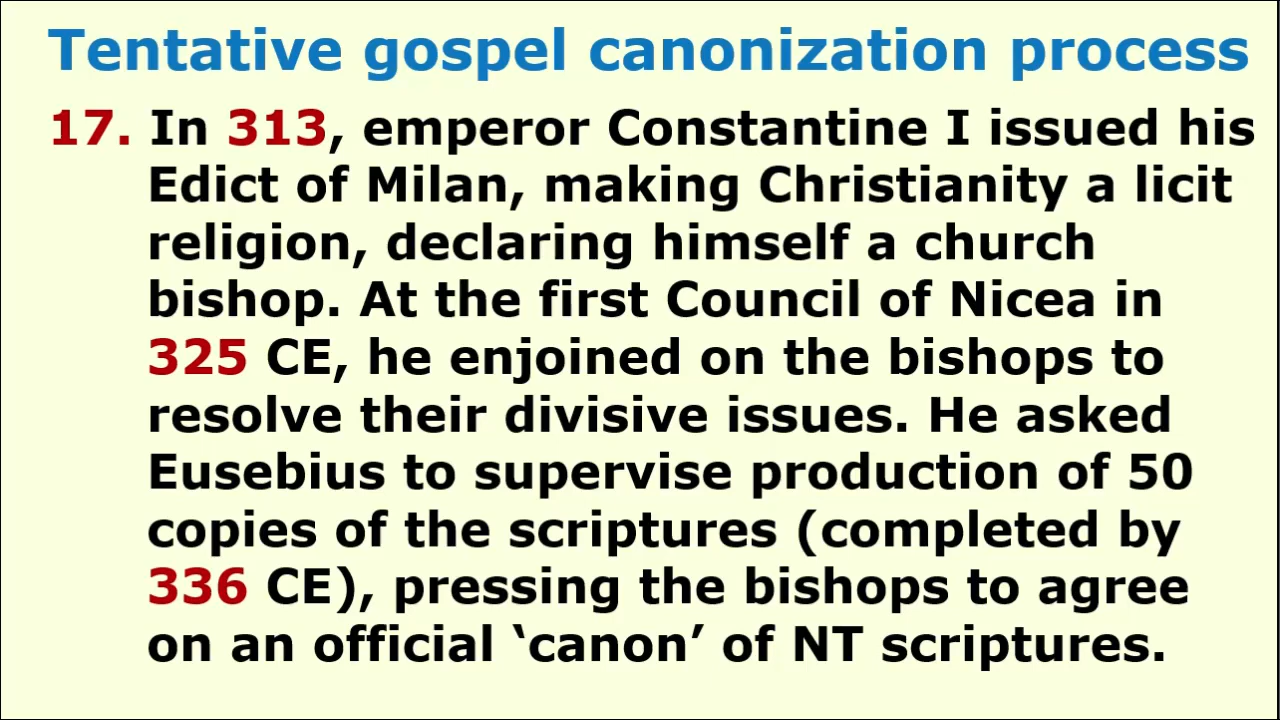 Tentative gospel canonization process
17. In 313, emperor Constantine I issued his
Edict of Milan, making Christianity a licit
religion, declaring himself a church
bishop. At the first Council of Nicea in
325 CE, he enjoined on the bishops to
resolve their divisive issues. He asked
Eusebius to supervise production of 50
copies of the scriptures (completed by
336 CE), pressing the bishops to agree
on an official ‘canon’ of NT scriptures.